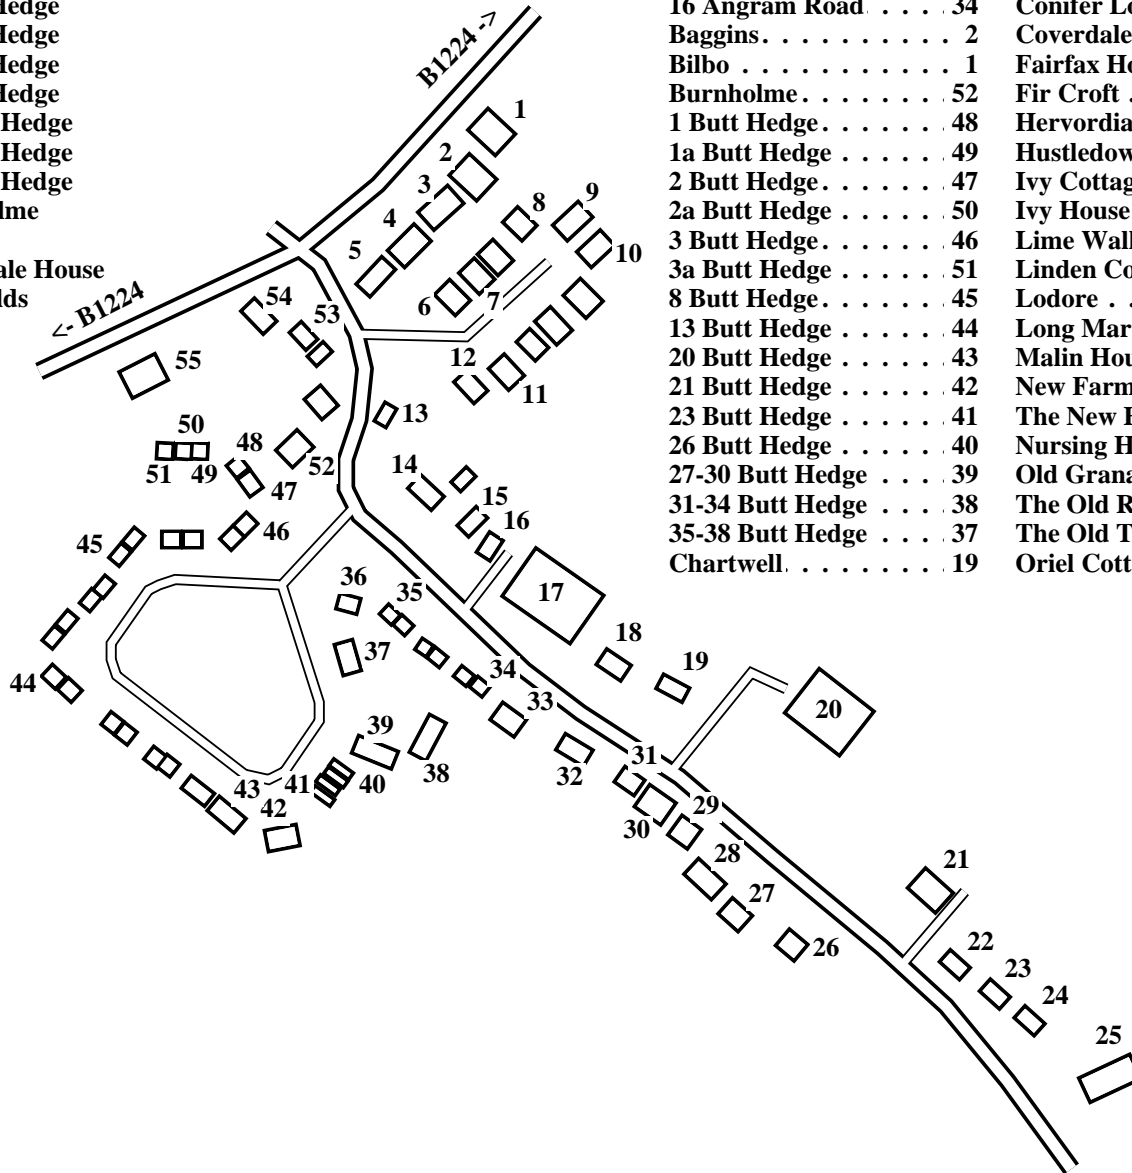 Hedge
Hedge
Hedge
Hedge
Hedge
Hedge
Hedge
lme
ale House
lds
B1224 ->
<- B1224
16 Angram Road . . . . 34
Baggins . . . . . . . . . . 2
Bilbo . . . . . . . . . . . 1
Burnholme . . . . . . . . 52
1 Butt Hedge . . . . . . . 48
1a Butt Hedge . . . . . . 49
2 Butt Hedge . . . . . . . 47
2a Butt Hedge . . . . . . 50
3 Butt Hedge . . . . . . . 46
3a Butt Hedge . . . . . . 51
8 Butt Hedge . . . . . . . 45
13 Butt Hedge . . . . . . 44
20 Butt Hedge . . . . . . 43
21 Butt Hedge . . . . . . 42
23 Butt Hedge . . . . . . 41
26 Butt Hedge . . . . . . 40
27-30 Butt Hedge . . . . 39
31-34 Butt Hedge . . . . 38
35-38 Butt Hedge . . . . 37
Chartwell . . . . . . . . . 19
Conifer Lo
Coverdale
Fairfax Ho
Fir Croft .
Hervordia
Hustledow
Ivy Cottag
Ivy House
Lime Wal
Linden Co
Lodore . .
Long Mar
Malin Hou
New Farm
The New
Nursing H
Old Grana
The Old R
The Old T
Oriel Cott
1
2
3
4
5
6
7
8
9
10
11
12
13
14
15
16
17
18
19
20
21
22
23
24
25
26
27
28
29
30
31
32
33
34
35
36
37
38
39
40
41
42
43
44
45
46
47
48
49
50
51
52
53
54
55